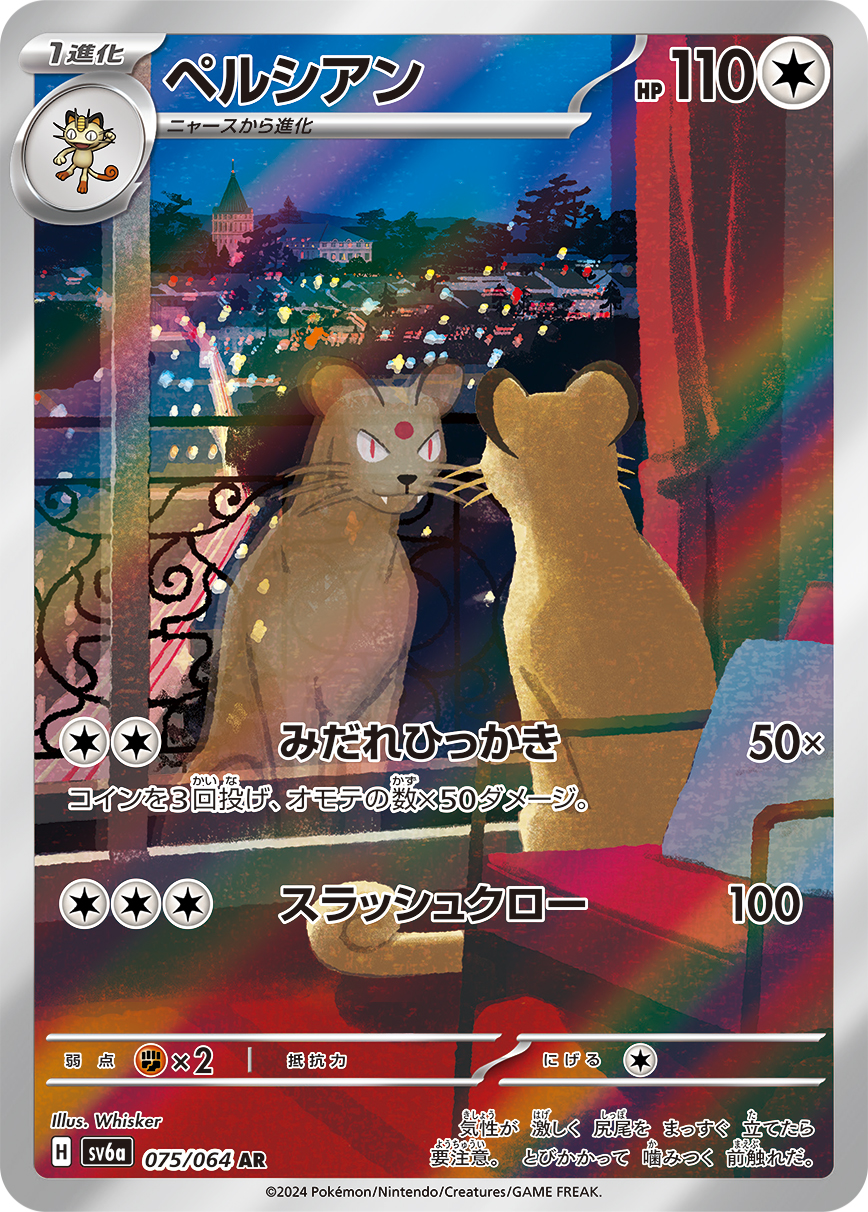 1進化
ペルシアン
HP 110
ニャースから進化
みだれひっかき 50×
コインを3回投げ、オモテの数×50ダメージ。
スラッシュクロー 100
弱点 ×2 抵抗力 にげる
Illus. Whisker
気性が 激しく 尻尾を まっすぐ 立てたら
要注意。 とびかかって 噛みつく 前触れだ。
H sv6a 075/064 AR
©2024 Pokémon/Nintendo/Creatures/GAME FREAK.